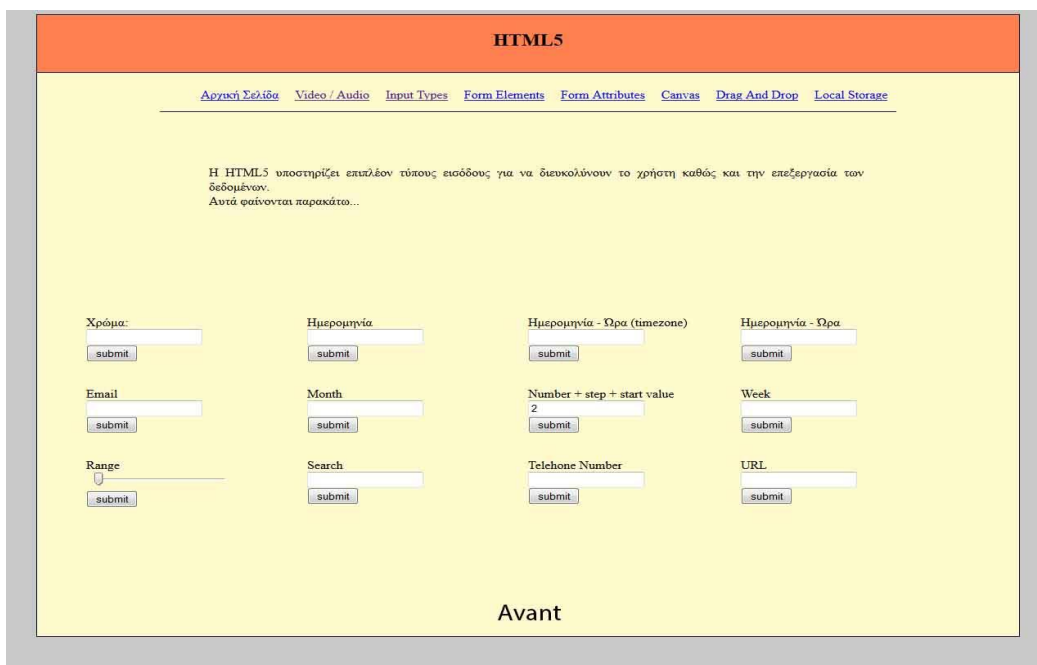 HTML5
Αρχική Σελίδα Video / Audio Input Types Form Elements Form Attributes Canvas Drag And Drop Local Storage
Η HTML5 υποστηρίζει επιπλέον τύπους εισόδους για να διευκολύνουν το χρήστη καθώς και την επεξεργασία των
δεδομένων.
Αυτά φαίνονται παρακάτω...
Χρώμα: Ημερομηνία Ημερομηνία - Ώρα (timezone) Ημερομηνία - Ώρα
submit submit submit submit
Email Month Number + step + start value Week
2
submit submit submit submit
Range Search Telehone Number URL
submit submit submit submit
Avant